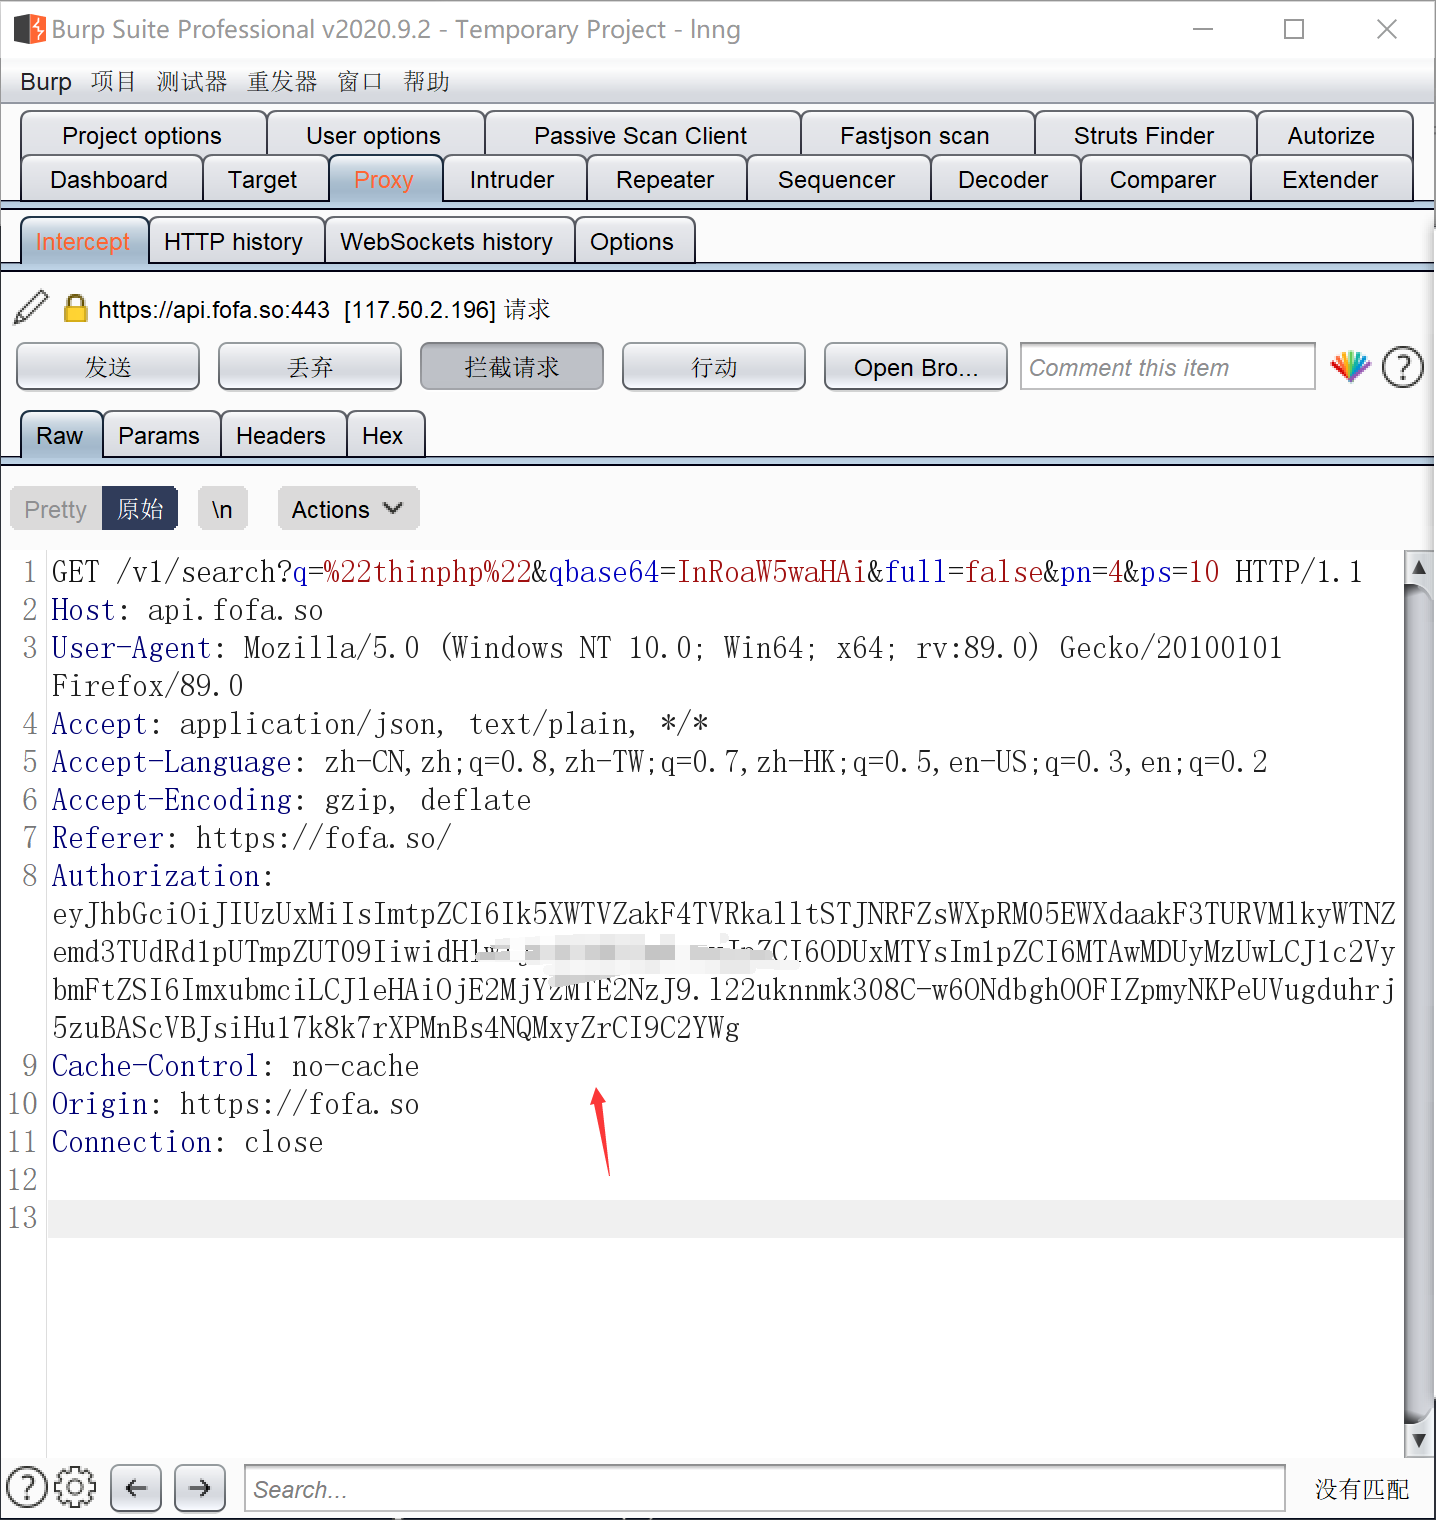 Burp Suite Professional v2020.9.2 - Temporary Project - lnng
Burp 项目 测试器 重发器 窗口 帮助
Project options User options Passive Scan Client Fastjson scan Struts Finder Autorize
Dashboard Target Proxy Intruder Repeater Sequencer Decoder Comparer Extender
Intercept HTTP history WebSockets history Options
https://api.fofa.so:443 [117.50.2.196] 请求
发送 丢弃 拦截请求 行动 Open Bro... Comment this item ?
Raw Params Headers Hex
Pretty 原始 \n Actions
1 GET /v1/search?q=%22thinphp%22&qbase64=InRoaW5waHAi&full=false&pn=4&ps=10 HTTP/1.1
2 Host: api.fofa.so
3 User-Agent: Mozilla/5.0 (Windows NT 10.0; Win64; x64; rv:89.0) Gecko/20100101
Firefox/89.0
4 Accept: application/json, text/plain, */*
5 Accept-Language: zh-CN,zh;q=0.8,zh-TW;q=0.7,zh-HK;q=0.5,en-US;q=0.3,en;q=0.2
6 Accept-Encoding: gzip, deflate
7 Referer: https://fofa.so/
8 Authorization:
eyJhbGciOiJIUzUxMiIsImtpZCI6Ik5XWTVZakF4TVRkalltSTJNRFZsWXpRM05EWXdaakF3TURVMlkyWTNZ
emd3TUdRd1pUTmpZUT09IiwidHlw ZCI6ODUxMTYsIm1pZCI6MTAwMDUyMzUwLCJ1c2Vy
bmFtZSI6ImxubmciLCJleHAiOjE2MjYzMTE2NzJ9.l22uknnmk308C-w6ONdbghOOFIZpmyNKPeUVugduhrj
5zuBAScVBJsiHu17k8k7rXPMnBs4NQMxyZrCI9C2YWg
9 Cache-Control: no-cache
10 Origin: https://fofa.so
11 Connection: close
12
13
? Search... 没有匹配